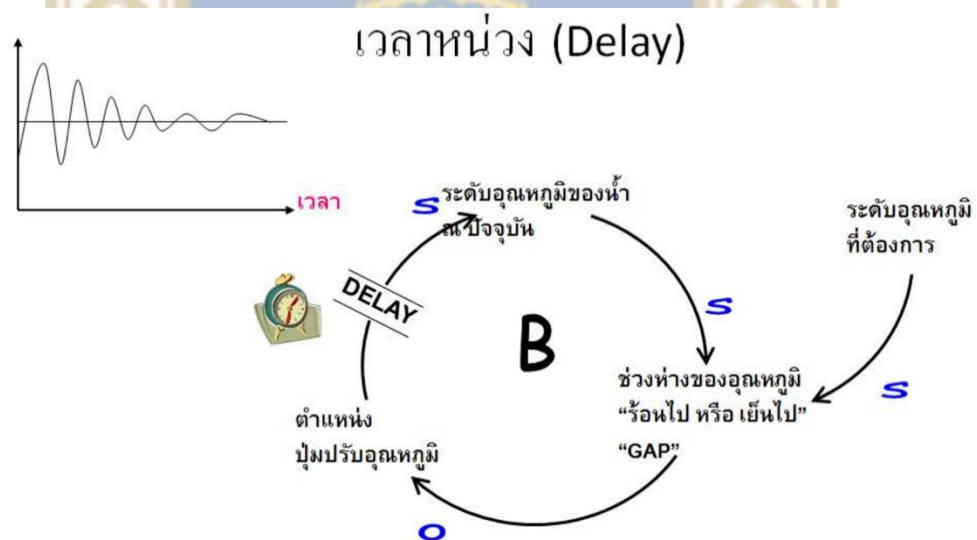 เวลาหน่วง (Delay)
เวลา
S
ระดับอุณหภูมิของน้ำ
ณ ปัจจุบัน
ระดับอุณหภูมิ
ที่ต้องการ
DELAY
S
B
S
ช่วงห่างของอุณหภูมิ
“ร้อนไป หรือ เย็นไป”
“GAP”
ตำแหน่ง
ปุ่มปรับอุณหภูมิ
O